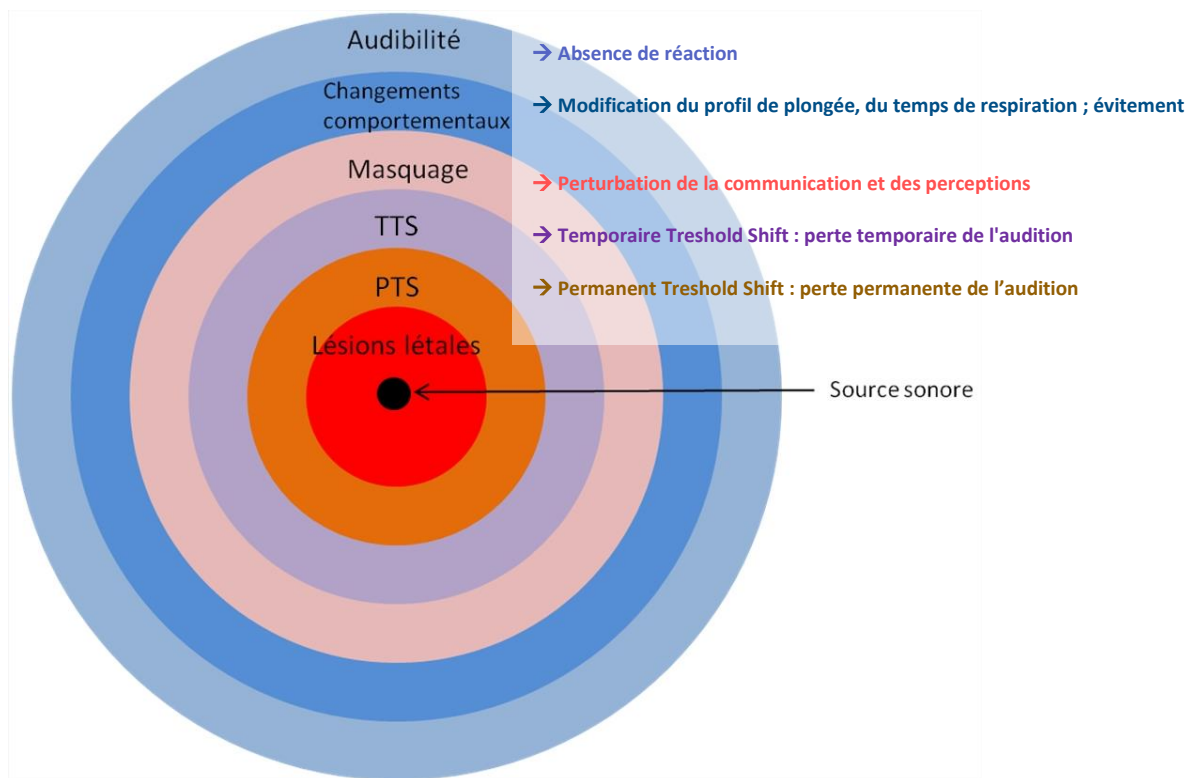 Audibilité
→ Absence de réaction
Changements
comportementaux
→ Modification du profil de plongée, du temps de respiration ; évitement
Masquage
→ Perturbation de la communication et des perceptions
TTS
→ Temporaire Treshold Shift : perte temporaire de l'audition
PTS
→ Permanent Treshold Shift : perte permanente de l’audition
Lésions létales
Source sonore